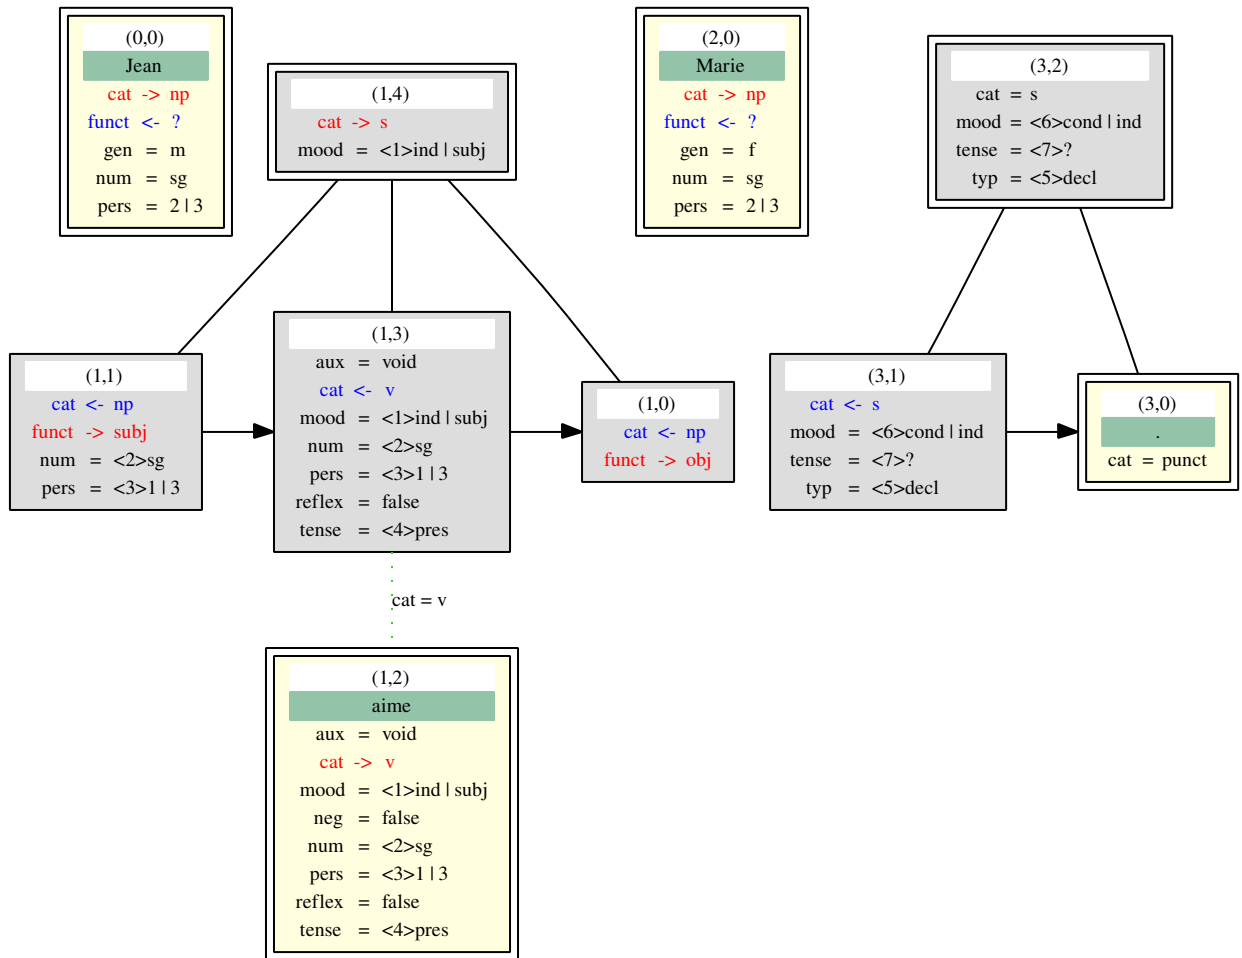 (0,0)
Jean
cat -> np
funct <- ?
gen = m
num = sg
pers = 2 | 3
(1,4)
cat -> s
mood = <1>ind | subj
(2,0)
Marie
cat -> np
funct <- ?
gen = f
num = sg
pers = 2 | 3
(3,2)
cat = s
mood = <6>cond | ind
tense = <7>?
typ = <5>decl
(1,1)
cat <- np
funct -> subj
num = <2>sg
pers = <3>1 | 3
(1,3)
aux = void
cat <- v
mood = <1>ind | subj
num = <2>sg
pers = <3>1 | 3
reflex = false
tense = <4>pres
(1,0)
cat <- np
funct -> obj
(3,1)
cat <- s
mood = <6>cond | ind
tense = <7>?
typ = <5>decl
(3,0)
.
cat = punct
cat = v
(1,2)
aime
aux = void
cat -> v
mood = <1>ind | subj
neg = false
num = <2>sg
pers = <3>1 | 3
reflex = false
tense = <4>pres